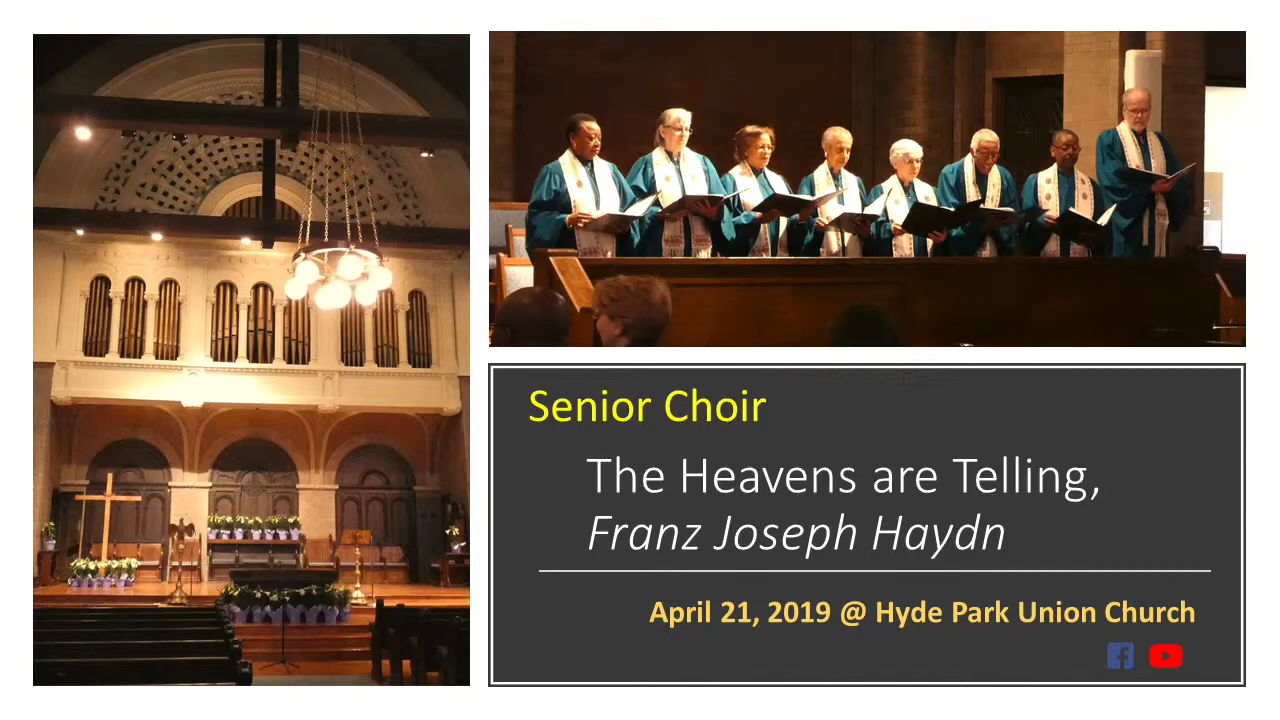 Senior Choir
The Heavens are Telling,
Franz Joseph Haydn
April 21, 2019 @ Hyde Park Union Church